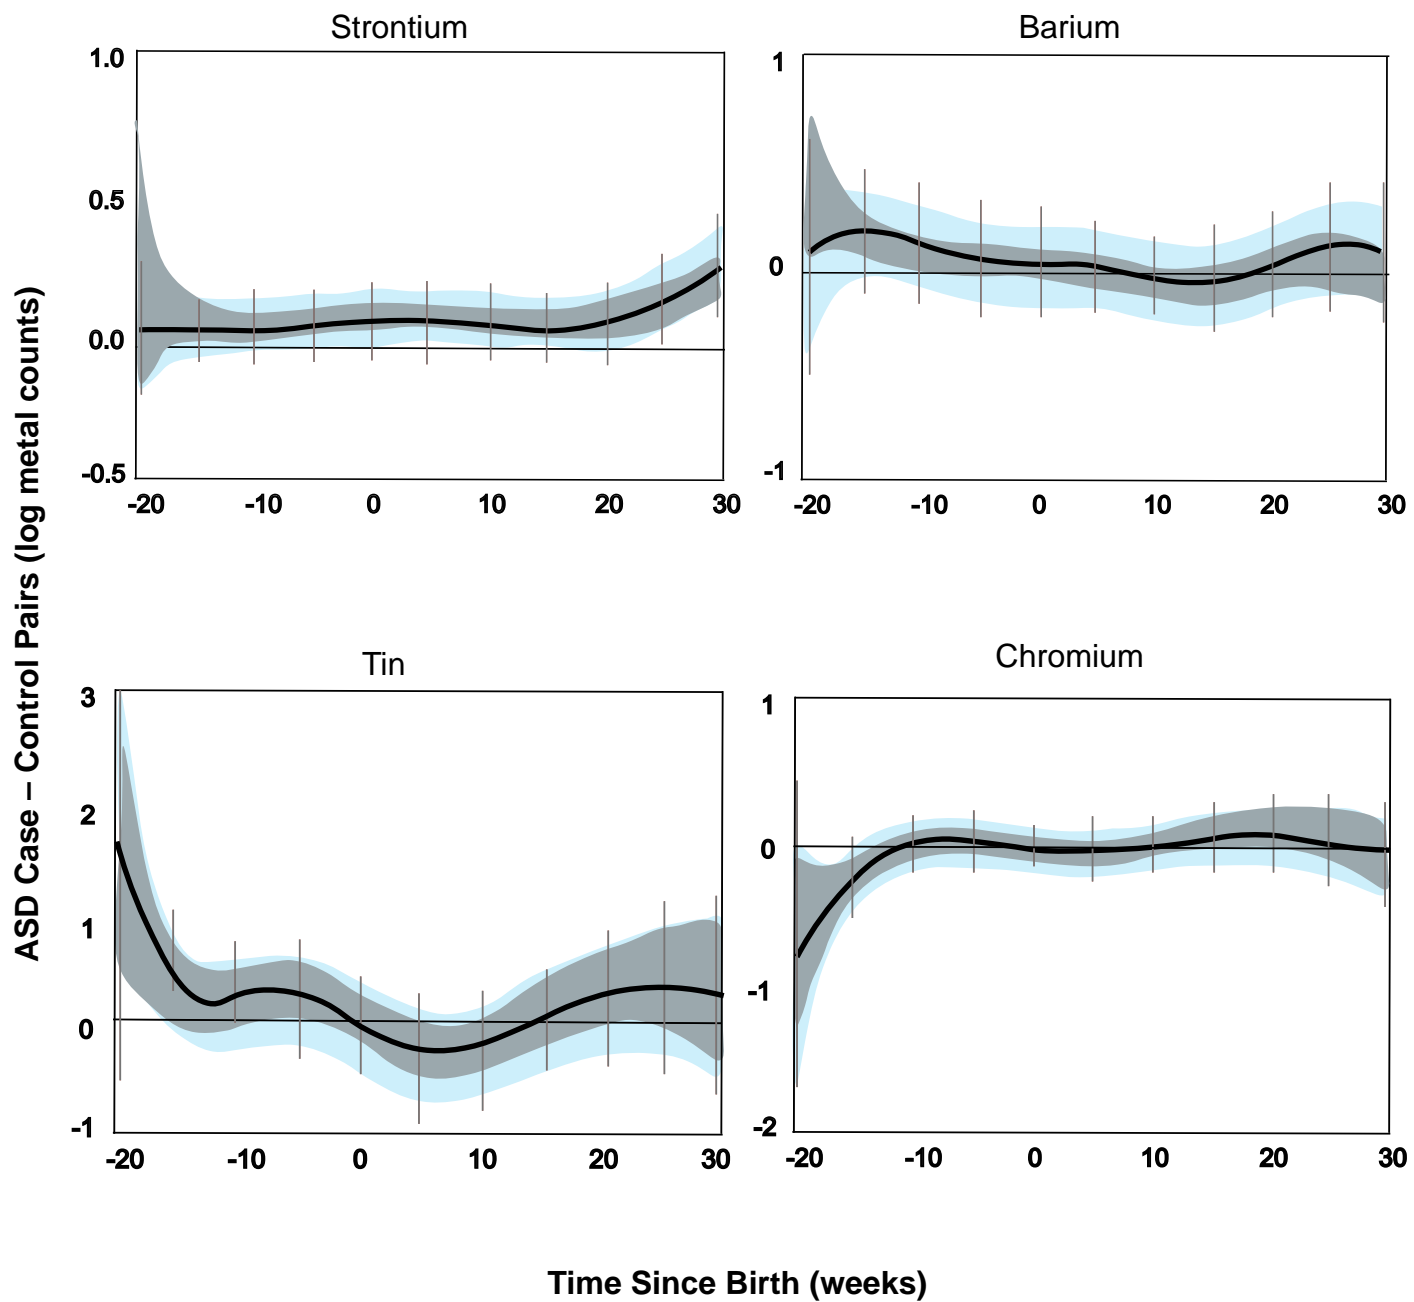 Strontium
Barium
1.0
0.5
0.0
-0.5
-20 -10 0 10 20 30
1
0
-1
-20 -10 0 10 20 30
ASD Case – Control Pairs (log metal counts)
Tin
Chromium
3
2
1
0
-1
-20 -10 0 10 20 30
1
0
-1
-2
-20 -10 0 10 20 30
Time Since Birth (weeks)